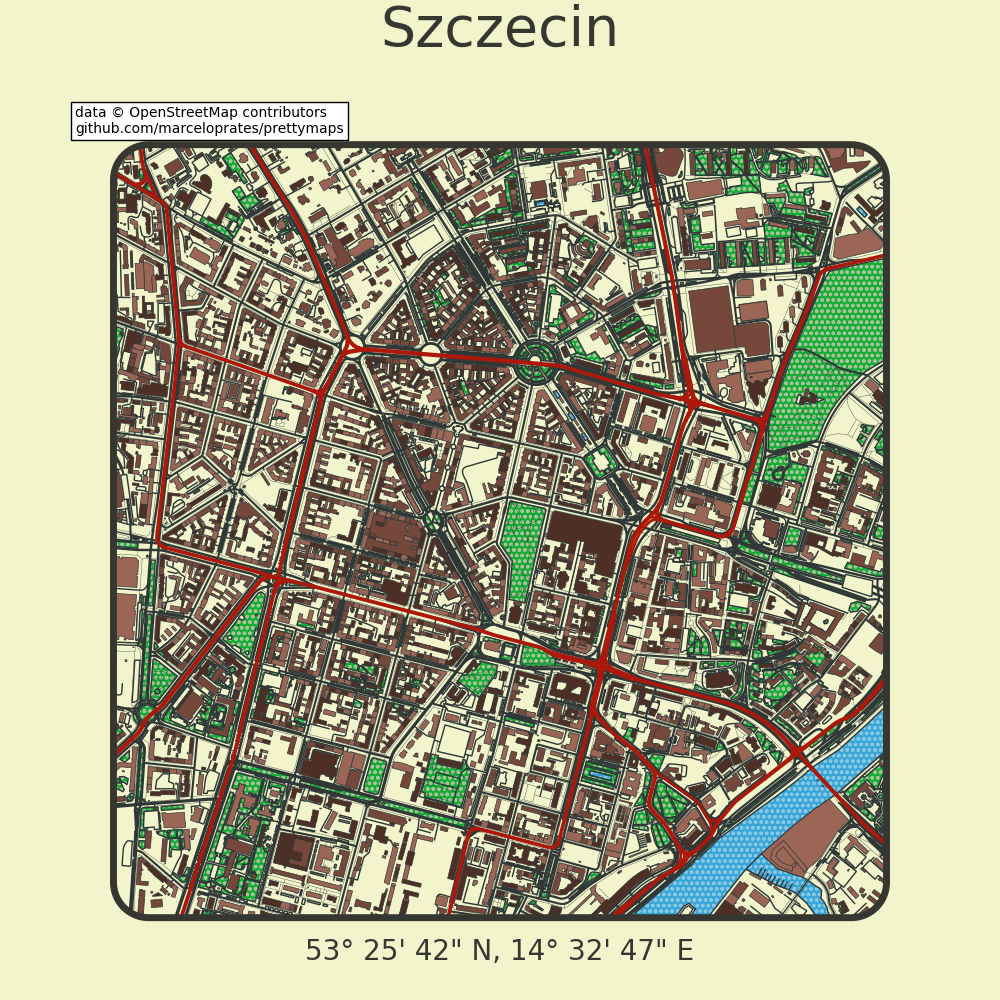 Szczecin
data © OpenStreetMap contributors
github.com/marceloprates/prettymaps
53° 25' 42" N, 14° 32' 47" E